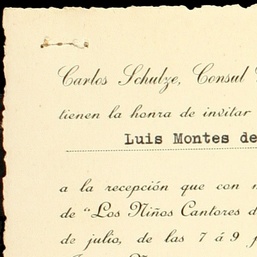 Carlos Schulze, Consul
tienen la honra de invitar
Luis Montes de
a la recepción que con
de "Los Niños Cantores d
de julio, de las 7 á 9 p